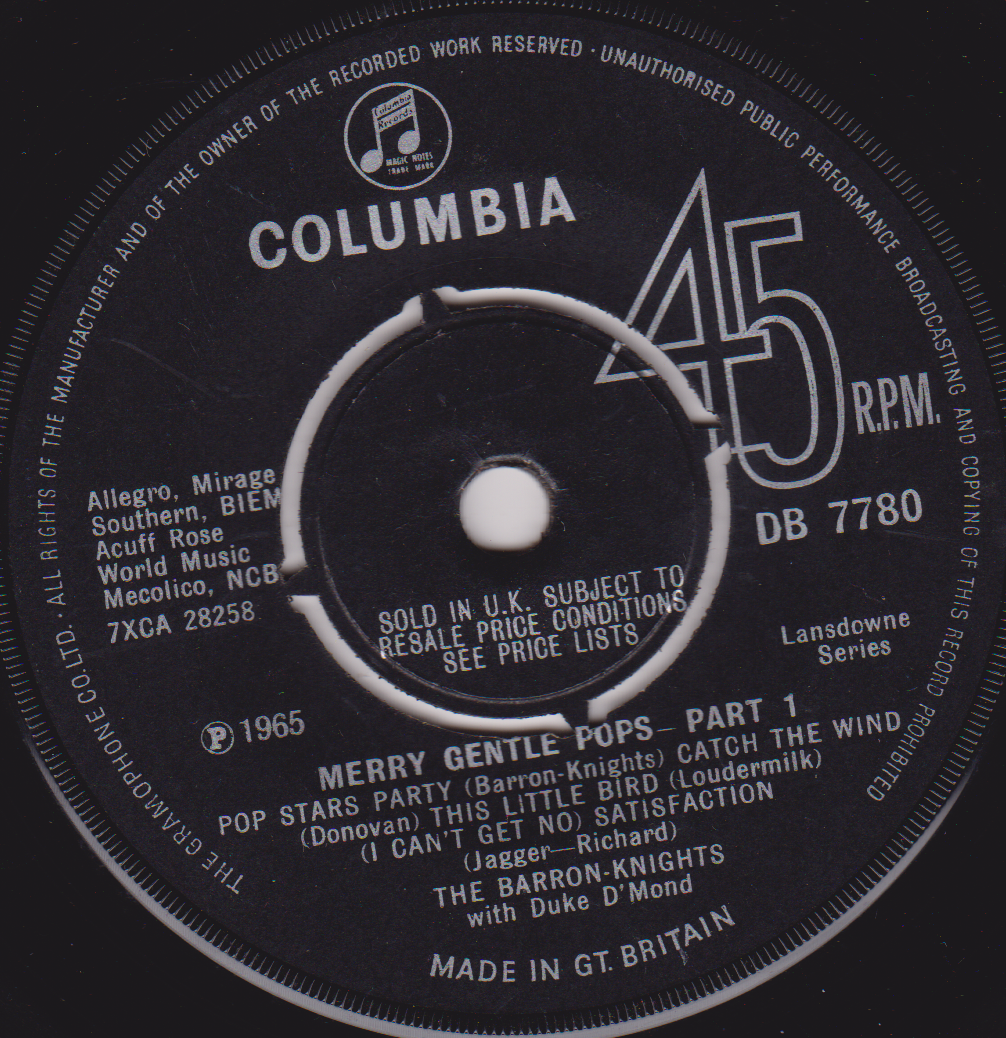 THE GRAMOPHONE CO. LTD. · ALL RIGHTS OF THE MANUFACTURER AND OF THE OWNER OF THE RECORDED WORK RESERVED · UNAUTHORISED PUBLIC PERFORMANCE BROADCASTING AND COPYING OF THIS RECORD PROHIBITED
Columbia
Records
MAGIC NOTES
TRADE MARK
COLUMBIA
45 R.P.M.
Allegro, Mirage
Southern, BIEM
Acuff Rose
World Music
Mecolico, NCB
7XCA 28258
DB 7780
SOLD IN U.K. SUBJECT TO
RESALE PRICE CONDITIONS
SEE PRICE LISTS
Lansdowne
Series
Ⓟ 1965
MERRY GENTLE POPS—PART 1
POP STARS PARTY (Barron-Knights) CATCH THE WIND
(Donovan) THIS LITTLE BIRD (Loudermilk)
(I CAN'T GET NO) SATISFACTION
(Jagger—Richard)
THE BARRON-KNIGHTS
with Duke D'Mond
MADE IN GT. BRITAIN